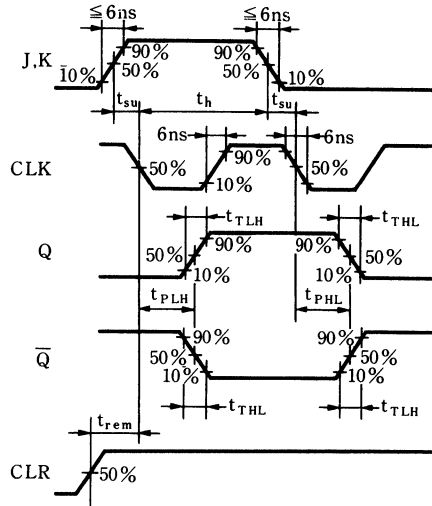 ≦6ns ≦6ns
J,K 10% 50% 90% 90% 50% 10%
tsu th tsu
6ns 6ns
CLK 50% 90% 10% 50%
tTLH tTHL
Q 50% 90% 10% 90% 50% 10%
tPLH tPHL
Q̅ 90% 50% 10% 90% 50% 10%
tTHL tTLH
trem
CLR 50%